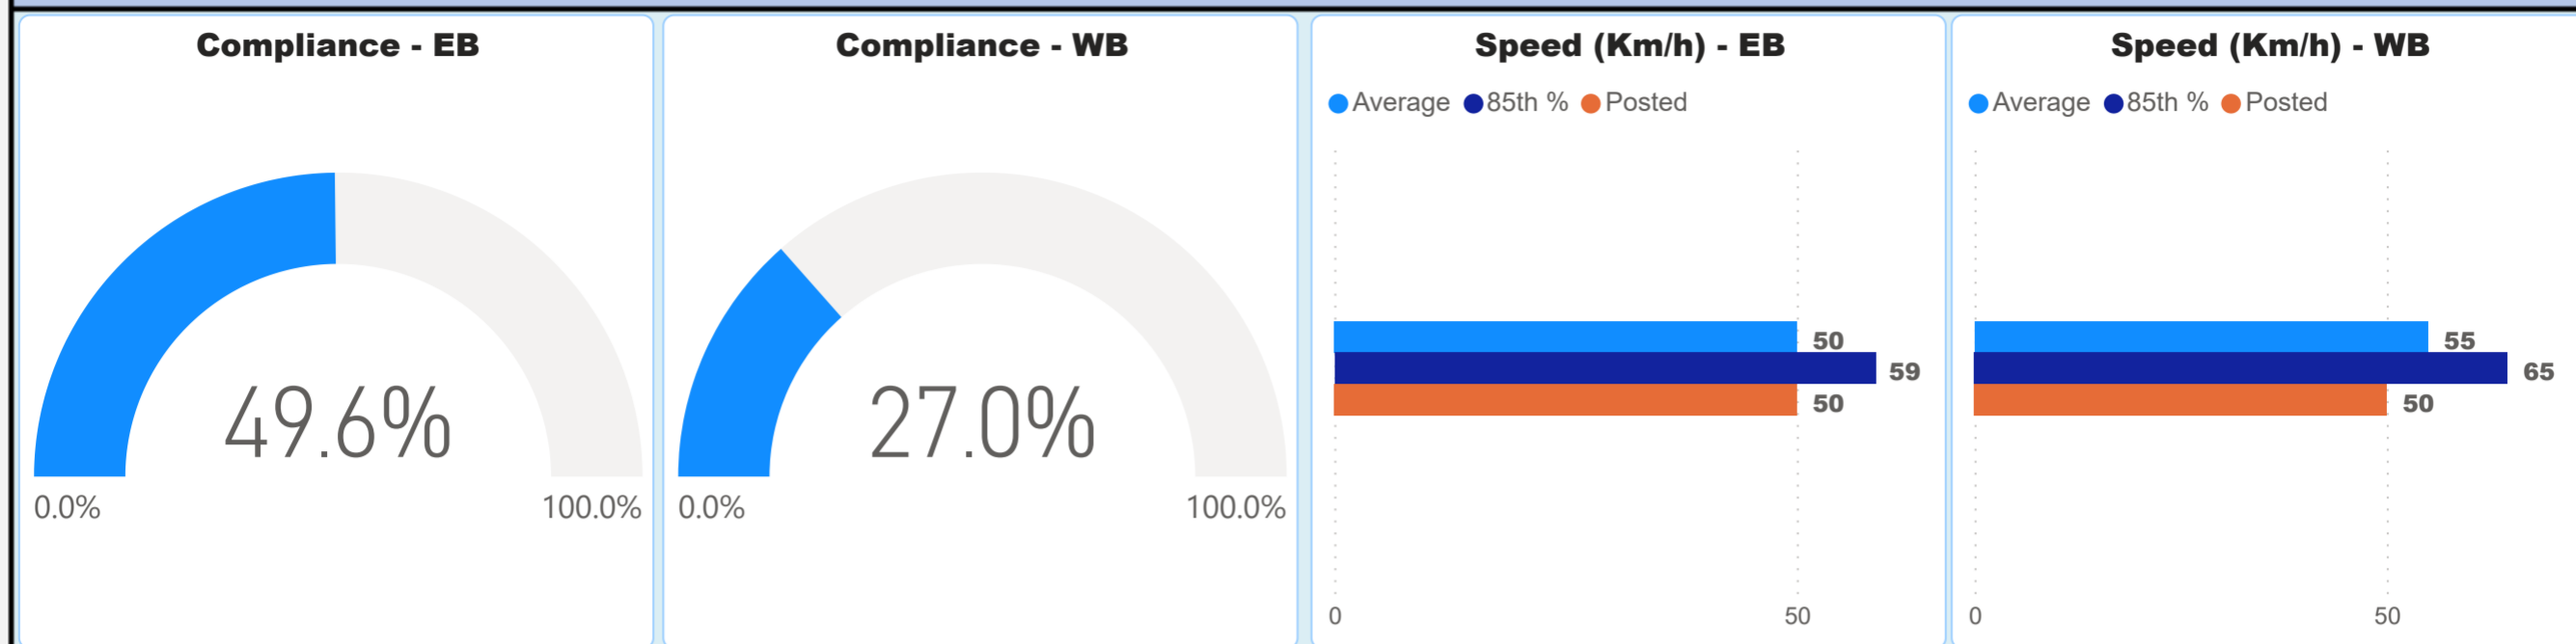 Compliance - EB
49.6%
0.0% 100.0%
Compliance - WB
27.0%
0.0% 100.0%
Speed (Km/h) - EB
Average 85th % Posted
50
59
50
0 50
Speed (Km/h) - WB
Average 85th % Posted
55
65
50
0 50